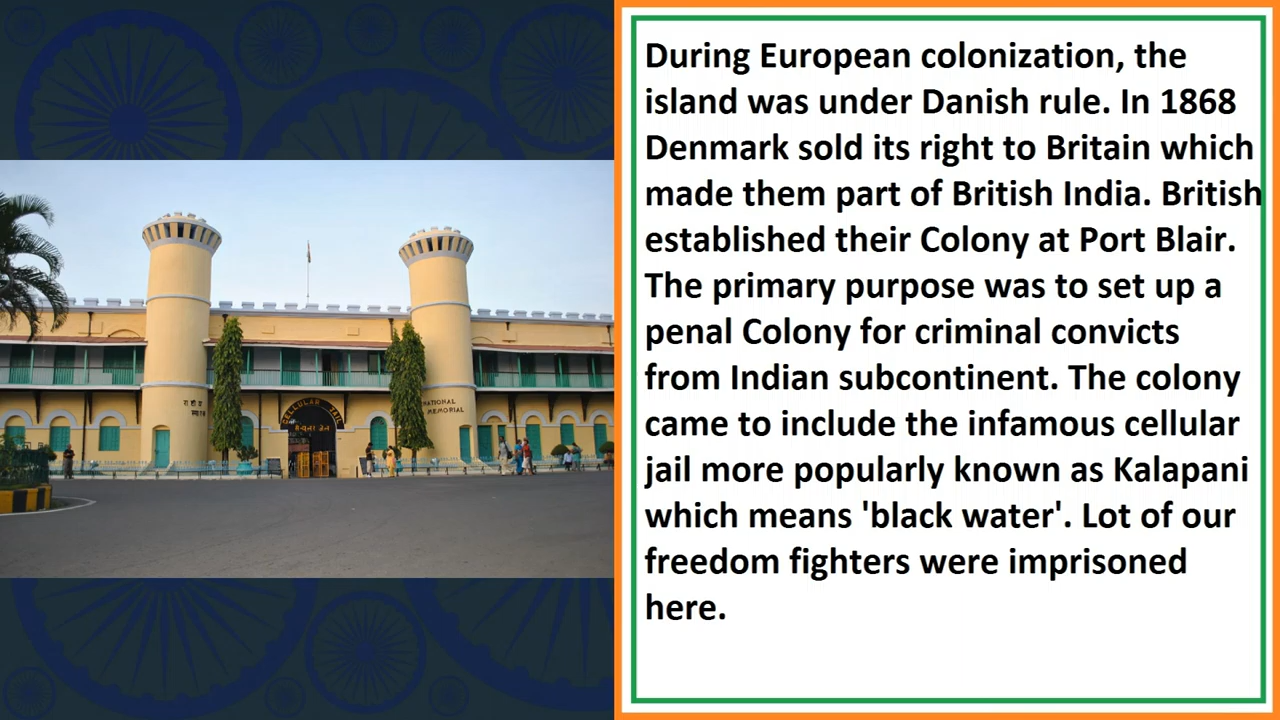 During European colonization, the
island was under Danish rule. In 1868
Denmark sold its right to Britain which
made them part of British India. British
established their Colony at Port Blair.
The primary purpose was to set up a
penal Colony for criminal convicts
from Indian subcontinent. The colony
came to include the infamous cellular
jail more popularly known as Kalapani
which means 'black water'. Lot of our
freedom fighters were imprisoned
here.
CELLULAR JAIL
NATIONAL
MEMORIAL